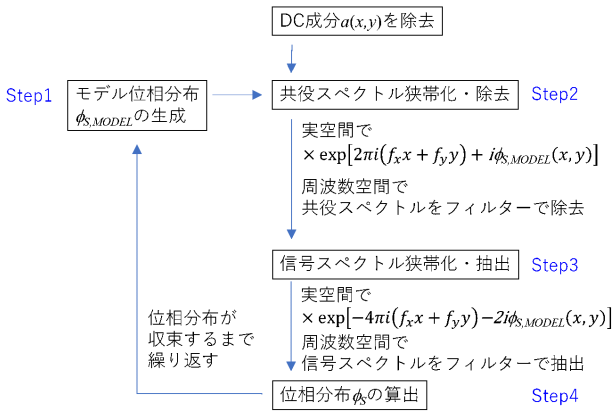 DC成分a(x,y)を除去
Step1
モデル位相分布
ϕS,MODELの生成
共役スペクトル狭帯化・除去
Step2
実空間で
× exp[2πi(fxx + fyy) + iϕS,MODEL(x, y)]
周波数空間で
共役スペクトルをフィルターで除去
信号スペクトル狭帯化・抽出
Step3
実空間で
× exp[−4πi(fxx + fyy)−2iϕS,MODEL(x, y)]
周波数空間で
信号スペクトルをフィルターで抽出
位相分布が
収束するまで
繰り返す
位相分布ϕSの算出
Step4